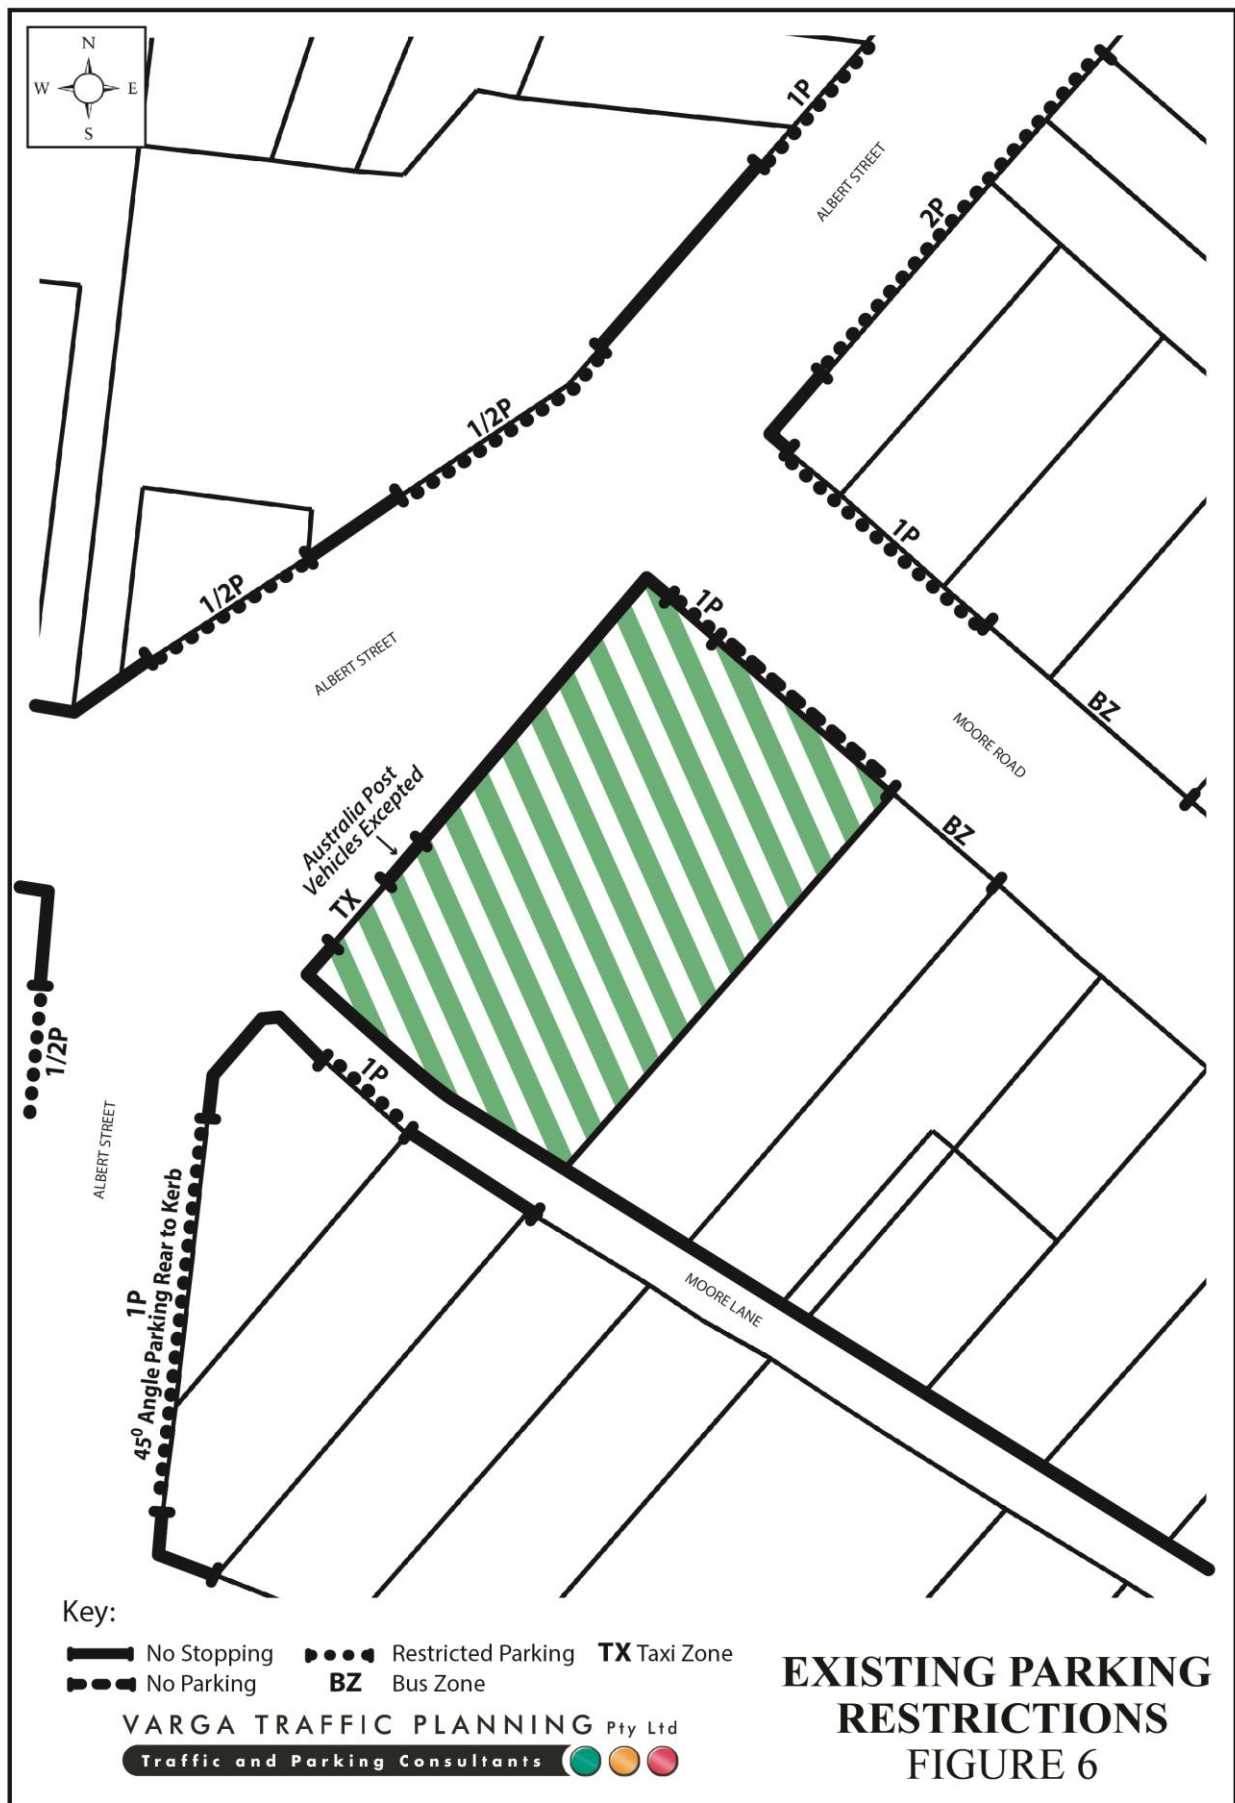 N
W E
S
1P
ALBERT STREET
2P
1/2P
1P
1/2P
1P
ALBERT STREET
BZ
MOORE ROAD
Australia Post
Vehicles Excepted
BZ
TX
1/2P
1P
ALBERT STREET
1P
45⁰ Angle Parking Rear to Kerb
MOORE LANE
Key:
No Stopping
Restricted Parking
TX Taxi Zone
No Parking
BZ Bus Zone
EXISTING PARKING
RESTRICTIONS
FIGURE 6
VARGA TRAFFIC PLANNING Pty Ltd
Traffic and Parking Consultants